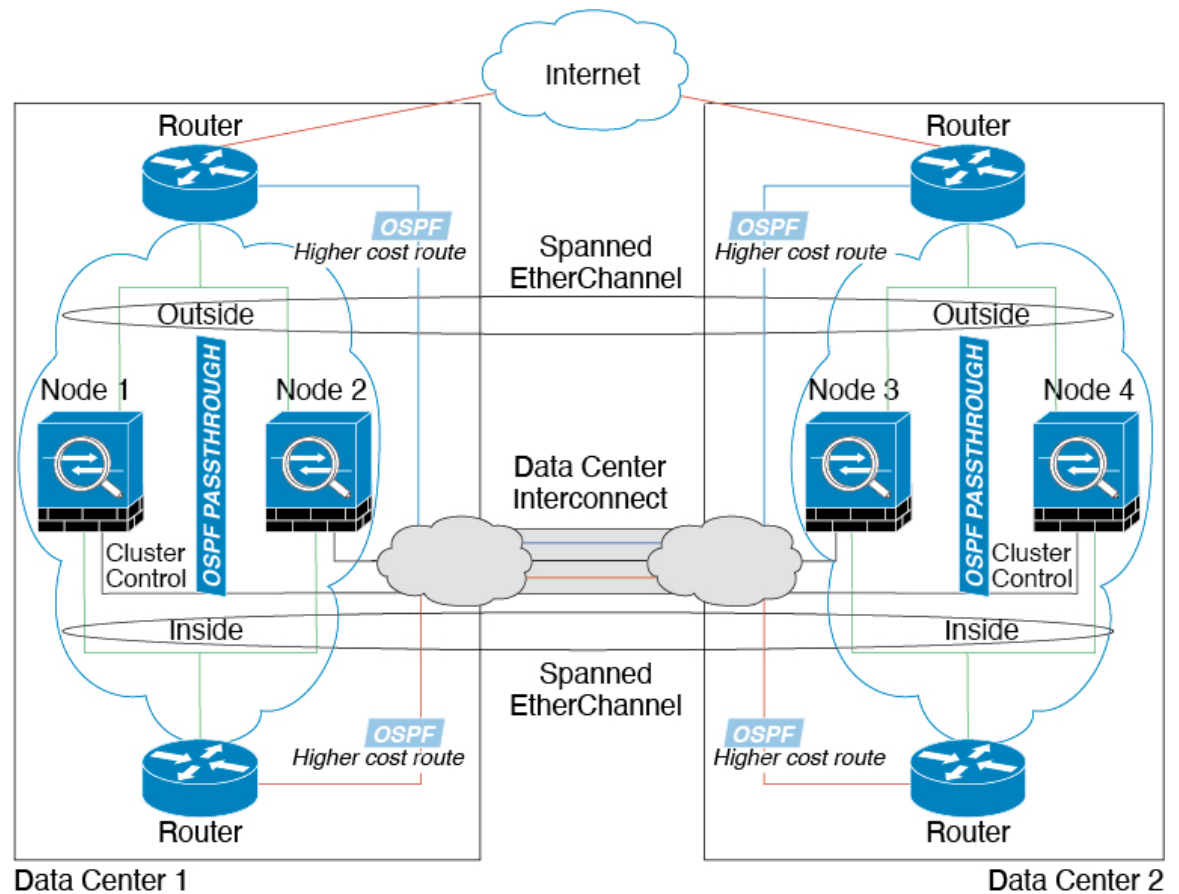 Internet
Router
Router
OSPF
Higher cost route
Spanned
EtherChannel
OSPF
Higher cost route
Outside
Outside
Node 1
OSPF PASSTHROUGH
Node 2
Node 3
OSPF PASSTHROUGH
Node 4
Data Center
Interconnect
Cluster
Control
Cluster
Control
Inside
Inside
Spanned
EtherChannel
OSPF
Higher cost route
OSPF
Higher cost route
Router
Router
Data Center 1
Data Center 2